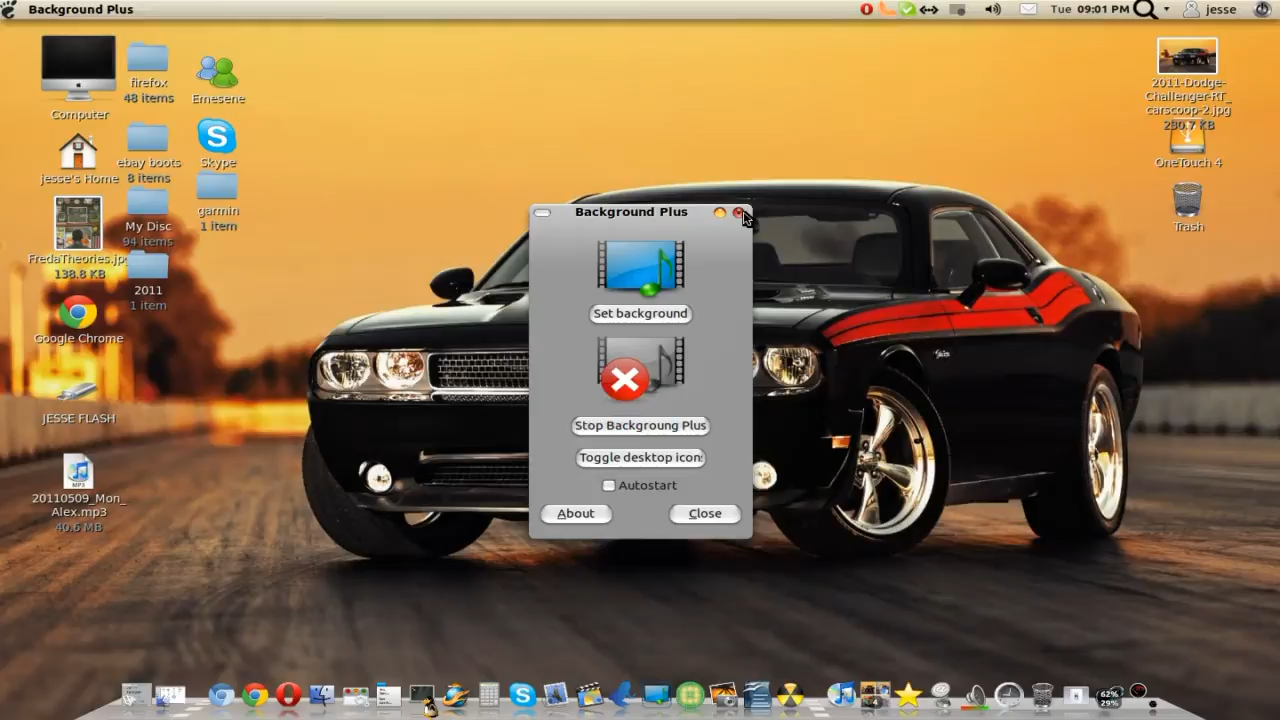 Background Plus
Tue 09:01 PM
jesse
Computer
firefox
48 items
Emesene
jesse's Home
ebay boots
8 items
Skype
FredaTheories.jp
138.8 KB
My Disc
94 items
garmin
1 item
2011
1 item
Google Chrome
JESSE FLASH
MP3
20110509_Mon_
Alex.mp3
40.6 MB
Background Plus
Set background
Stop Backgroung Plus
Toggle desktop icon
Autostart
About
Close
2011-Dodge-
Challenger-RT_
carscoop-2.jpg
230.7 KB
OneTouch 4
Trash
62%
29%